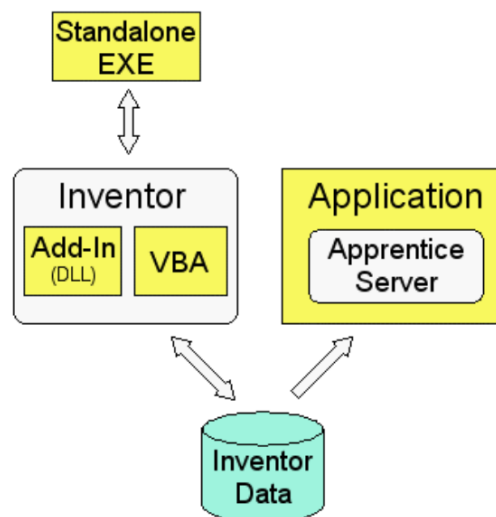 Standalone
EXE
Inventor
Add-In
(DLL)
VBA
Application
Apprentice
Server
Inventor
Data